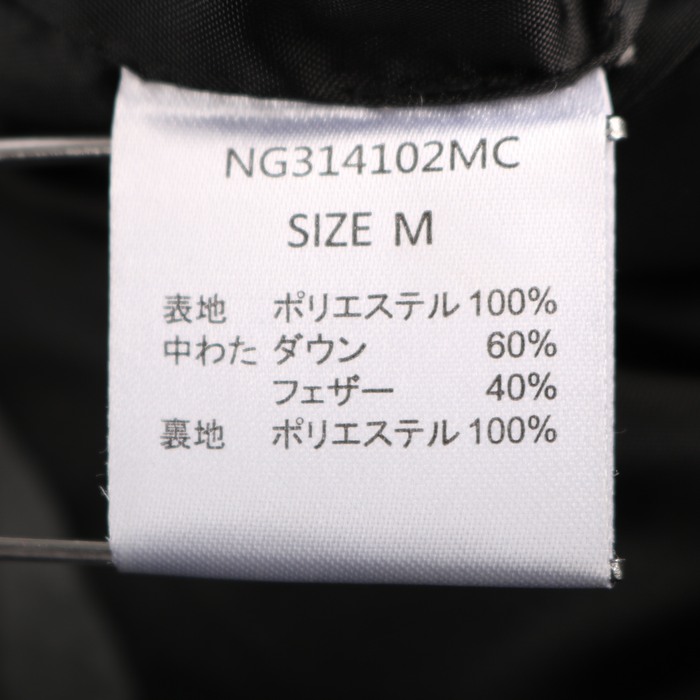 NG314102MC
SIZE M
表地 ポリエステル 100%
中わた ダウン 60%
フェザー 40%
裏地 ポリエステル 100%